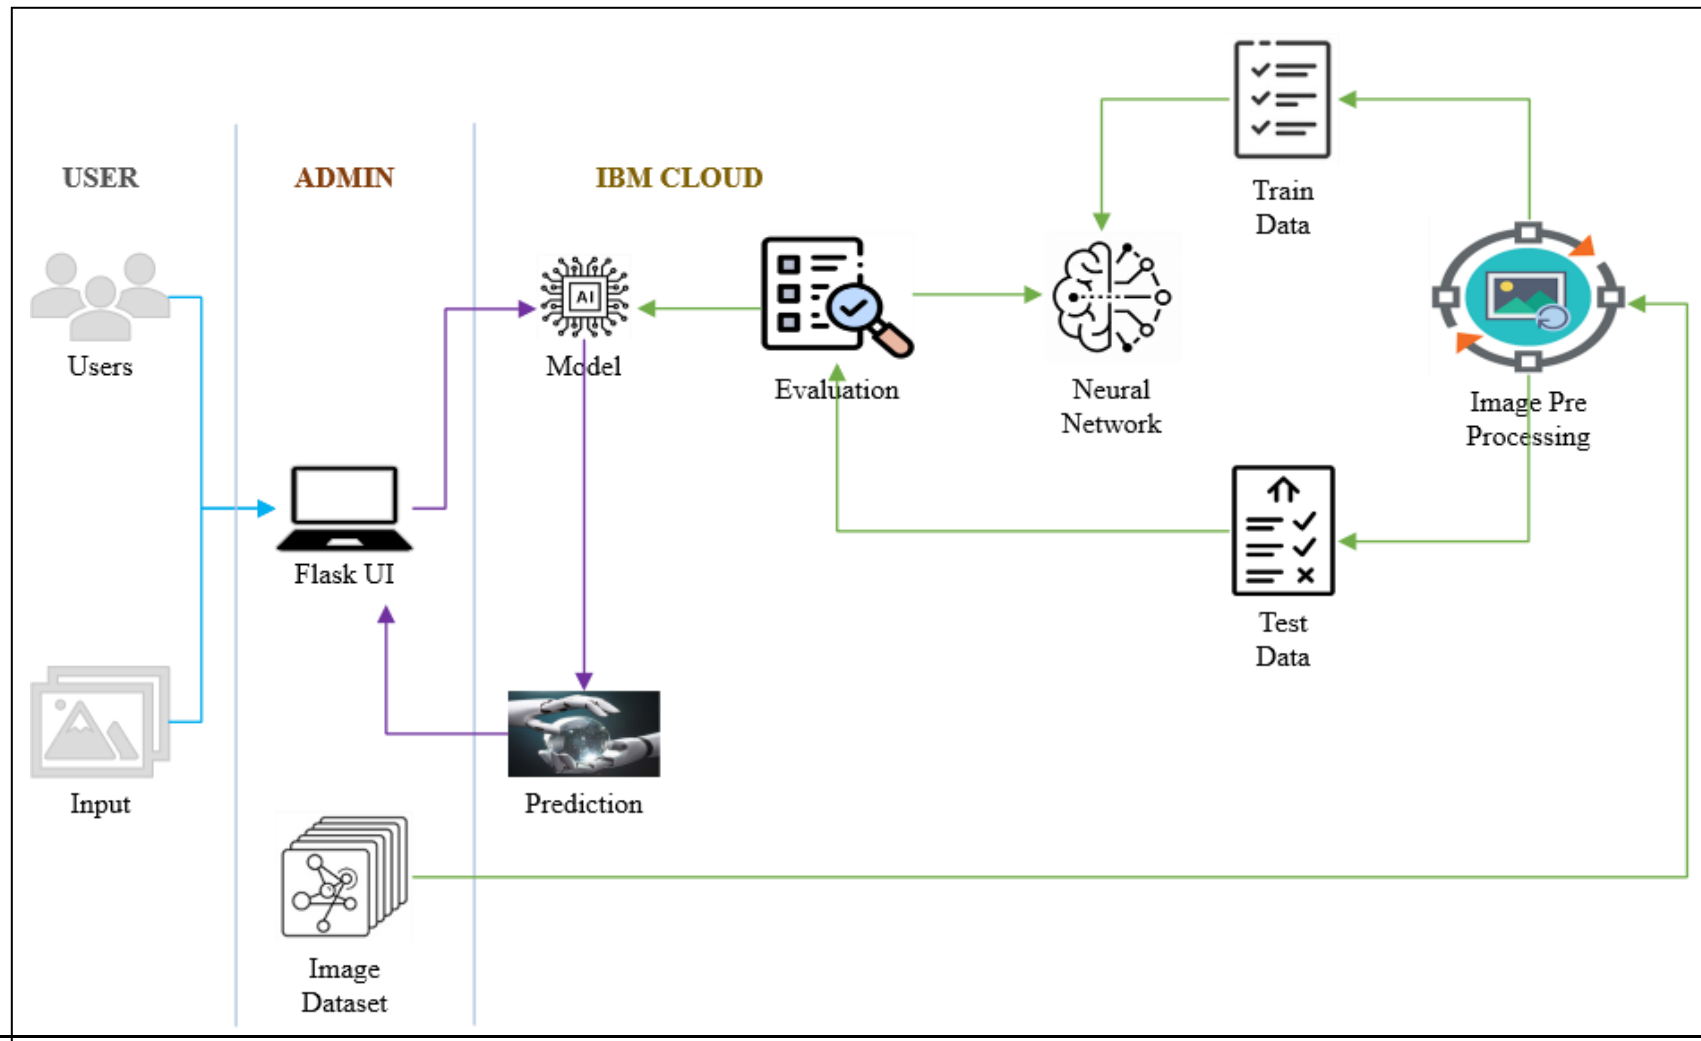 USER
ADMIN
IBM CLOUD
Train
Data
AI
Users
Model
Evaluation
Neural
Network
Image Pre
Processing
Flask UI
Test
Data
Input
Prediction
Image
Dataset